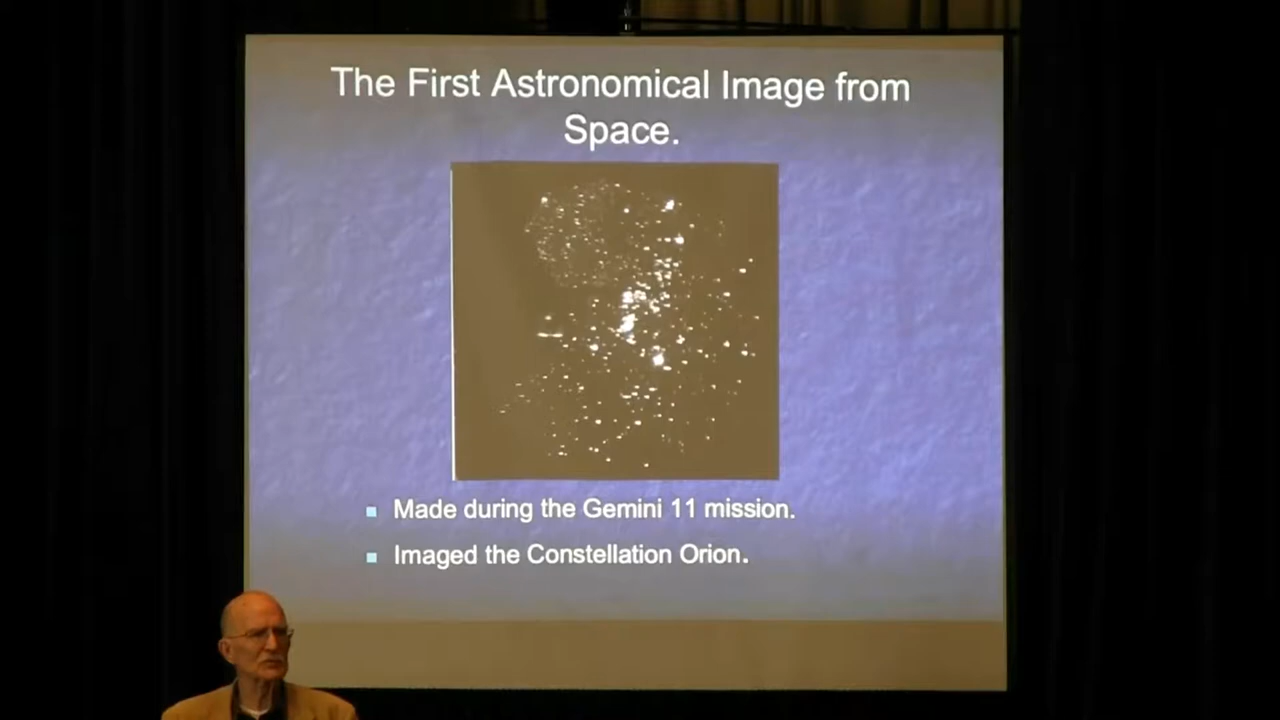 The First Astronomical Image from
Space.
Made during the Gemini 11 mission.
Imaged the Constellation Orion.